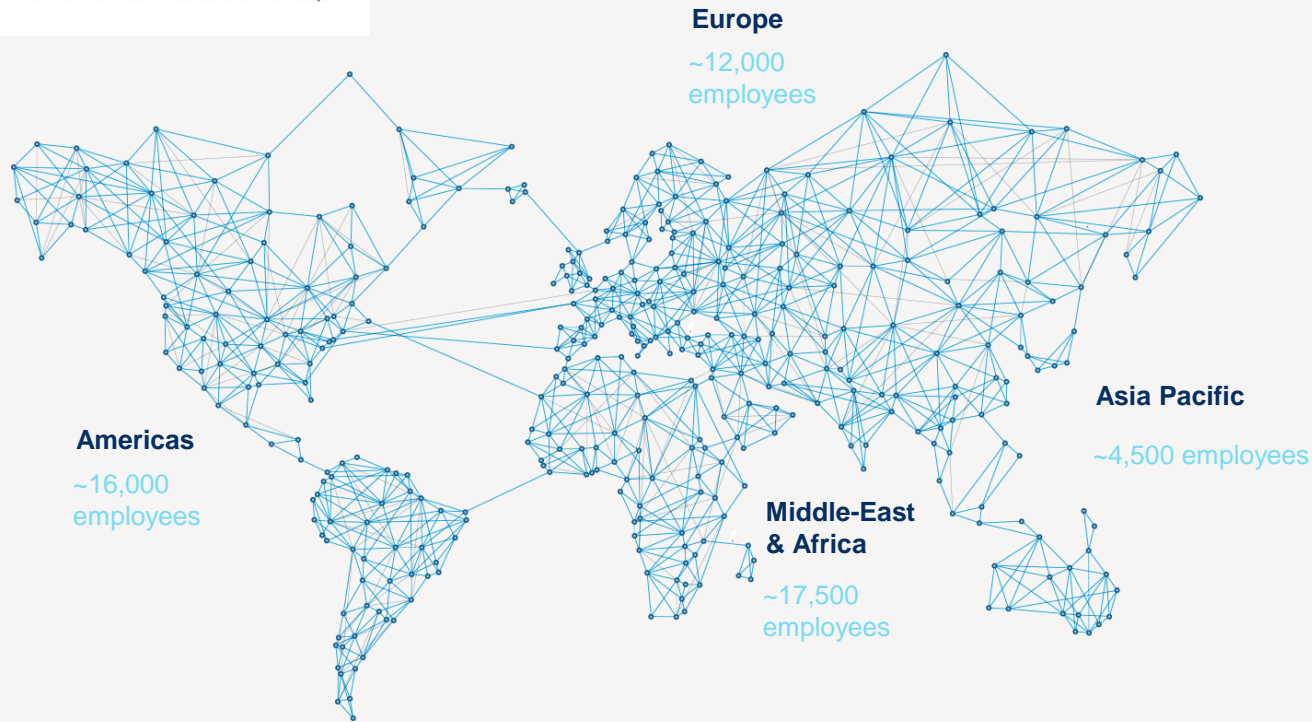 Europe
~12,000
employees
Asia Pacific
~4,500 employees
Americas
~16,000
employees
Middle-East
& Africa
~17,500
employees